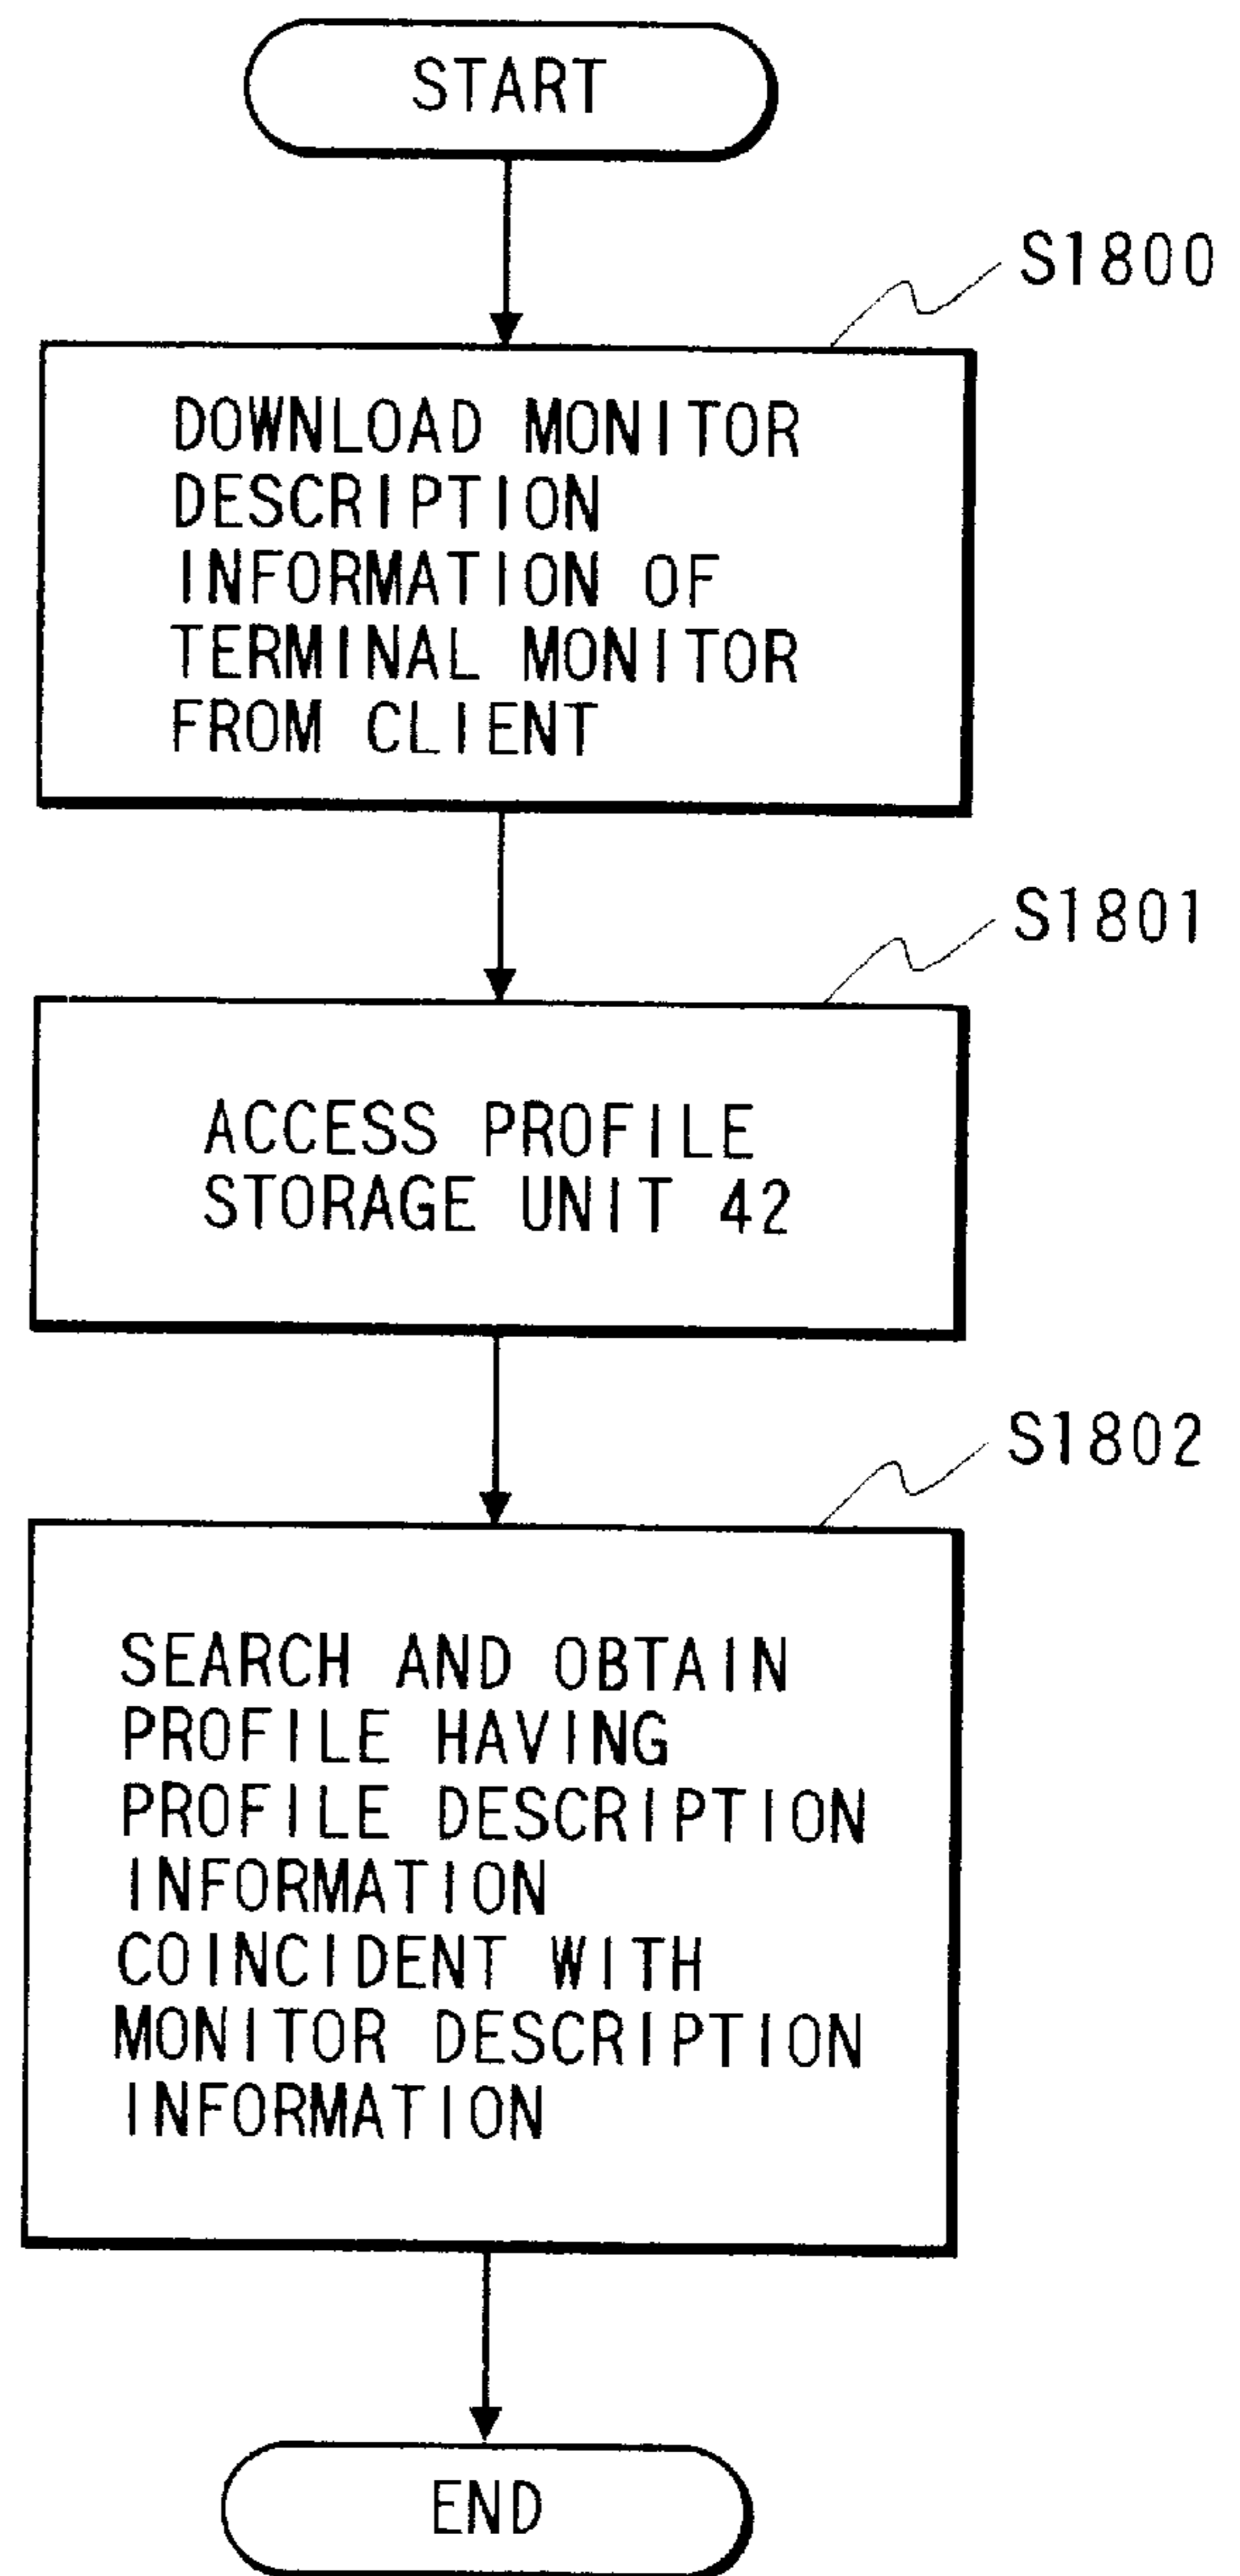 START
S1800
DOWNLOAD MONITOR
DESCRIPTION
INFORMATION OF
TERMINAL MONITOR
FROM CLIENT
S1801
ACCESS PROFILE
STORAGE UNIT 42
S1802
SEARCH AND OBTAIN
PROFILE HAVING
PROFILE DESCRIPTION
INFORMATION
COINCIDENT WITH
MONITOR DESCRIPTION
INFORMATION
END